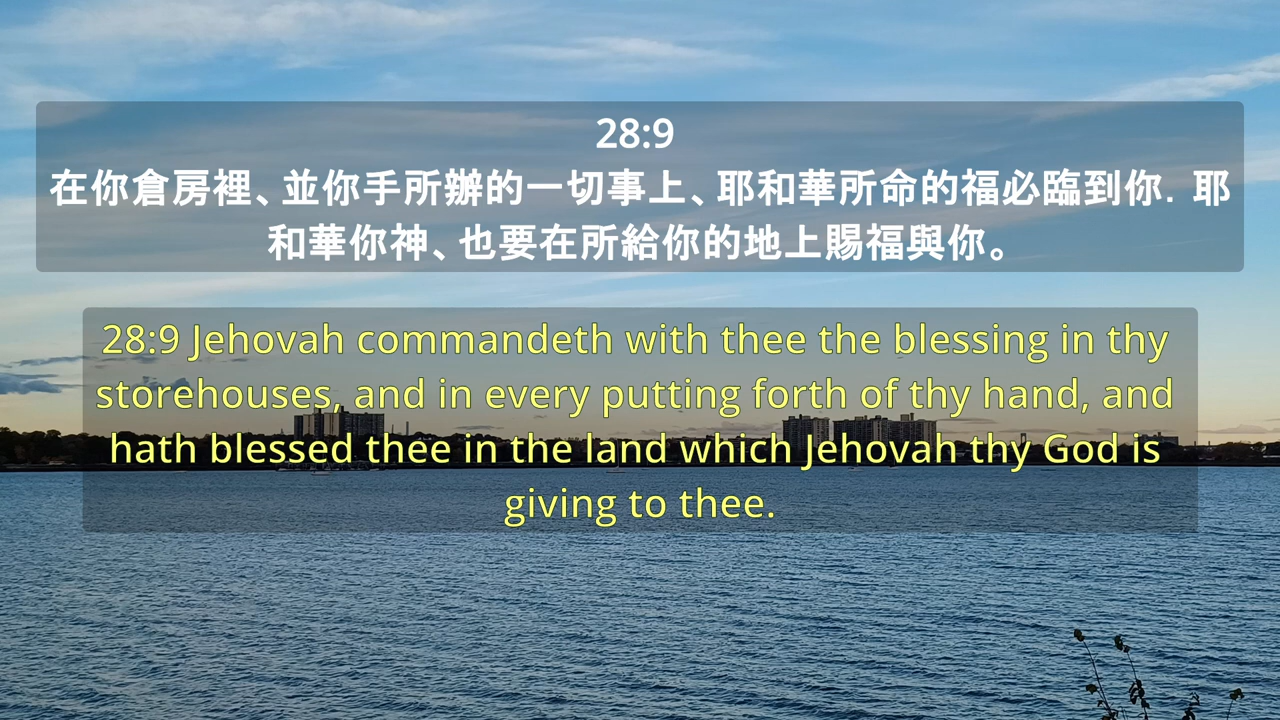 28:9
在你倉房裡、並你手所辦的一切事上、耶和華所命的福必臨到你. 耶
和華你神、也要在所給你的地上賜福與你。
28:9 Jehovah commandeth with thee the blessing in thy
storehouses, and in every putting forth of thy hand, and
hath blessed thee in the land which Jehovah thy God is
giving to thee.